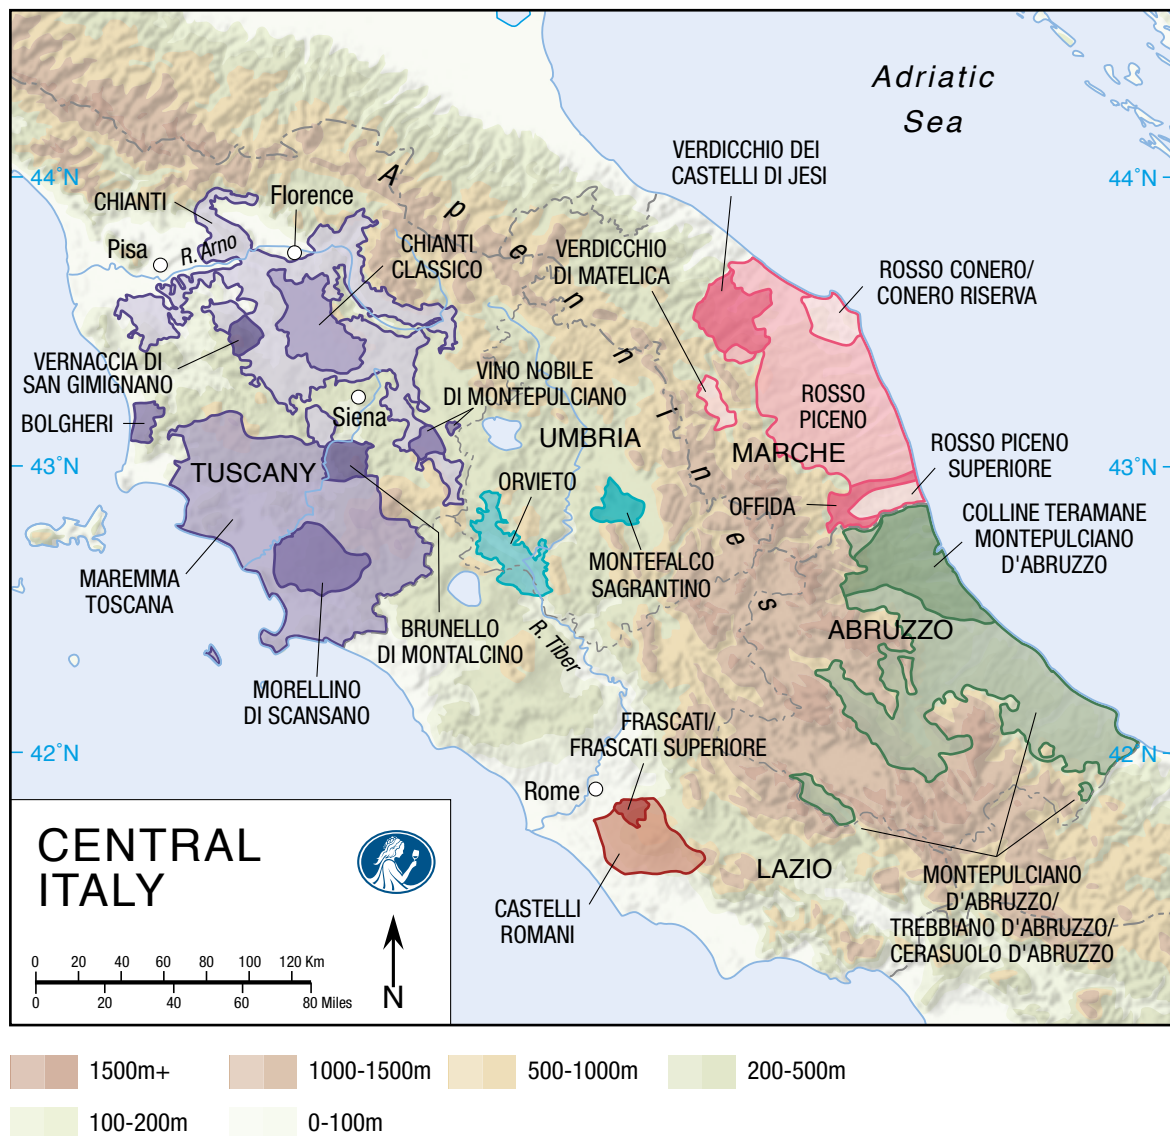 Adriatic
Sea
44°N
44°N
VERDICCHIO DEI
CASTELLI DI JESI
CHIANTI
Florence
Apennines
Pisa
R. Arno
CHIANTI
CLASSICO
VERDICCHIO
DI MATELICA
ROSSO CONERO/
CONERO RISERVA
VERNACCIA DI
SAN GIMIGNANO
VINO NOBILE
DI MONTEPULCIANO
BOLGHERI
Siena
UMBRIA
ROSSO
PICENO
MARCHE
ROSSO PICENO
SUPERIORE
43°N
43°N
TUSCANY
ORVIETO
OFFIDA
COLLINE TERAMANE
MONTEPULCIANO
D'ABRUZZO
MAREMMA
TOSCANA
MONTEFALCO
SAGRANTINO
BRUNELLO
DI MONTALCINO
R. Tiber
ABRUZZO
MORELLINO
DI SCANSANO
FRASCATI/
FRASCATI SUPERIORE
42°N
42°N
Rome
LAZIO
CASTELLI
ROMANI
MONTEPULCIANO
D'ABRUZZO/
TREBBIANO D'ABRUZZO/
CERASUOLO D'ABRUZZO
CENTRAL
ITALY
0 20 40 60 80 100 120 Km
0 20 40 60 80 Miles
N
1500m+
1000-1500m
500-1000m
200-500m
100-200m
0-100m